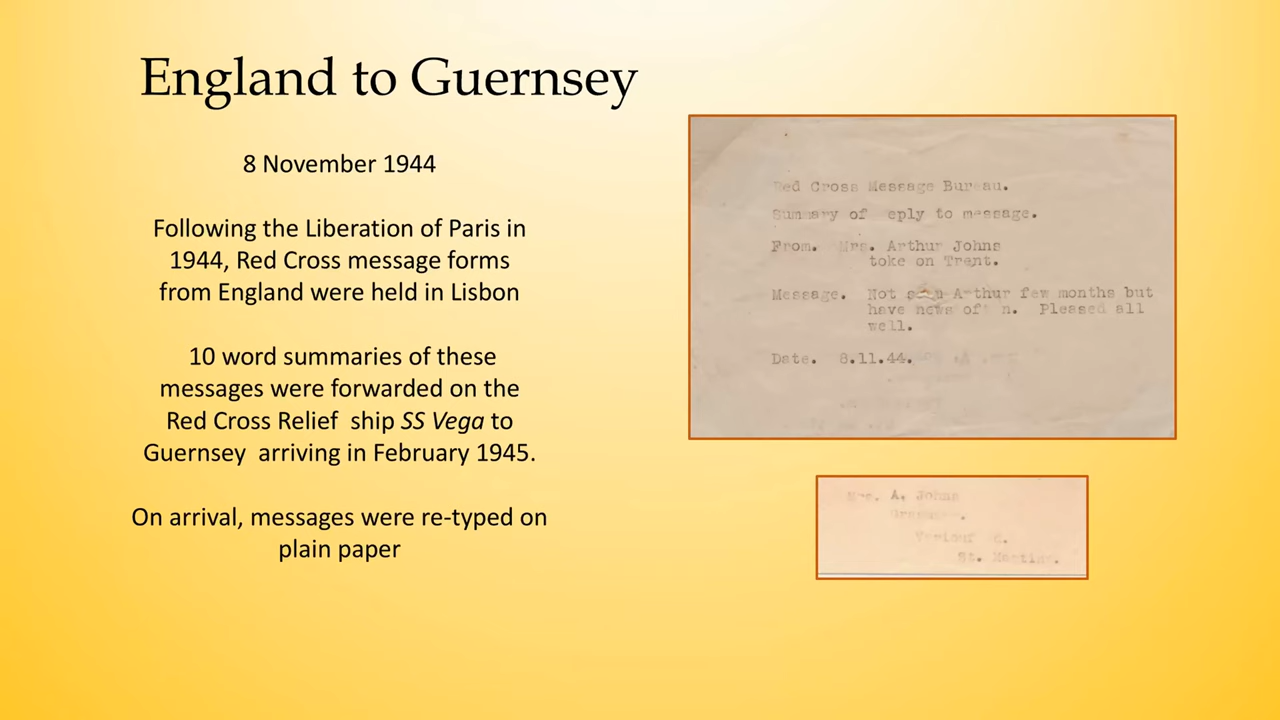 England to Guernsey
8 November 1944
Following the Liberation of Paris in
1944, Red Cross message forms
from England were held in Lisbon
10 word summaries of these
messages were forwarded on the
Red Cross Relief ship SS Vega to
Guernsey arriving in February 1945.
On arrival, messages were re-typed on
plain paper
Red Cross Message Bureau.
Summary of eply to message.
From. Mrs. Arthur Johns
toke on Trent.
Message. Not Arthur few months but
have news of Pleased all
well.
Date. 8.11.44.
Mrs. A. Johns
St. Martins.